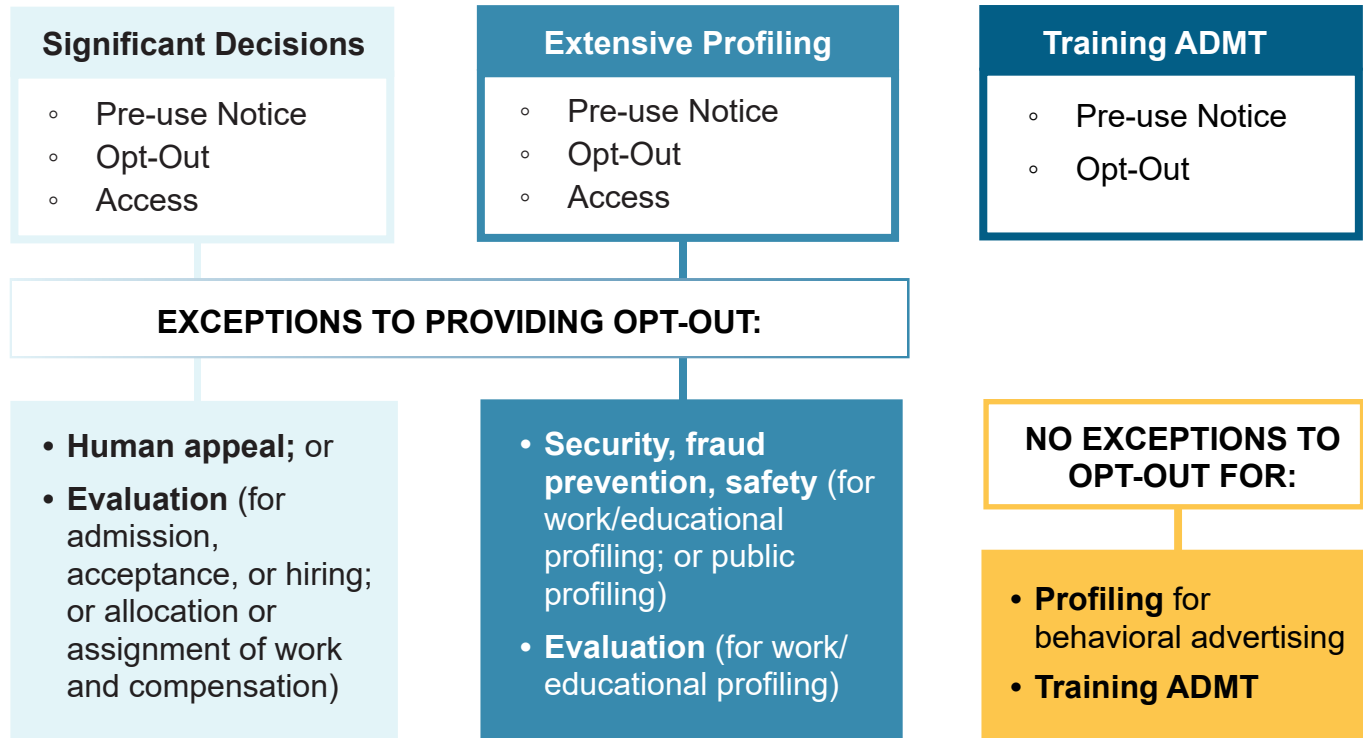 Significant Decisions
◦ Pre-use Notice
◦ Opt-Out
◦ Access
Extensive Profiling
◦ Pre-use Notice
◦ Opt-Out
◦ Access
Training ADMT
◦ Pre-use Notice
◦ Opt-Out
EXCEPTIONS TO PROVIDING OPT-OUT:
• Human appeal; or
• Evaluation (for
admission,
acceptance, or hiring;
or allocation or
assignment of work
and compensation)
• Security, fraud
prevention, safety (for
work/educational
profiling; or public
profiling)
• Evaluation (for work/
educational profiling)
NO EXCEPTIONS TO
OPT-OUT FOR:
• Profiling for
behavioral advertising
• Training ADMT